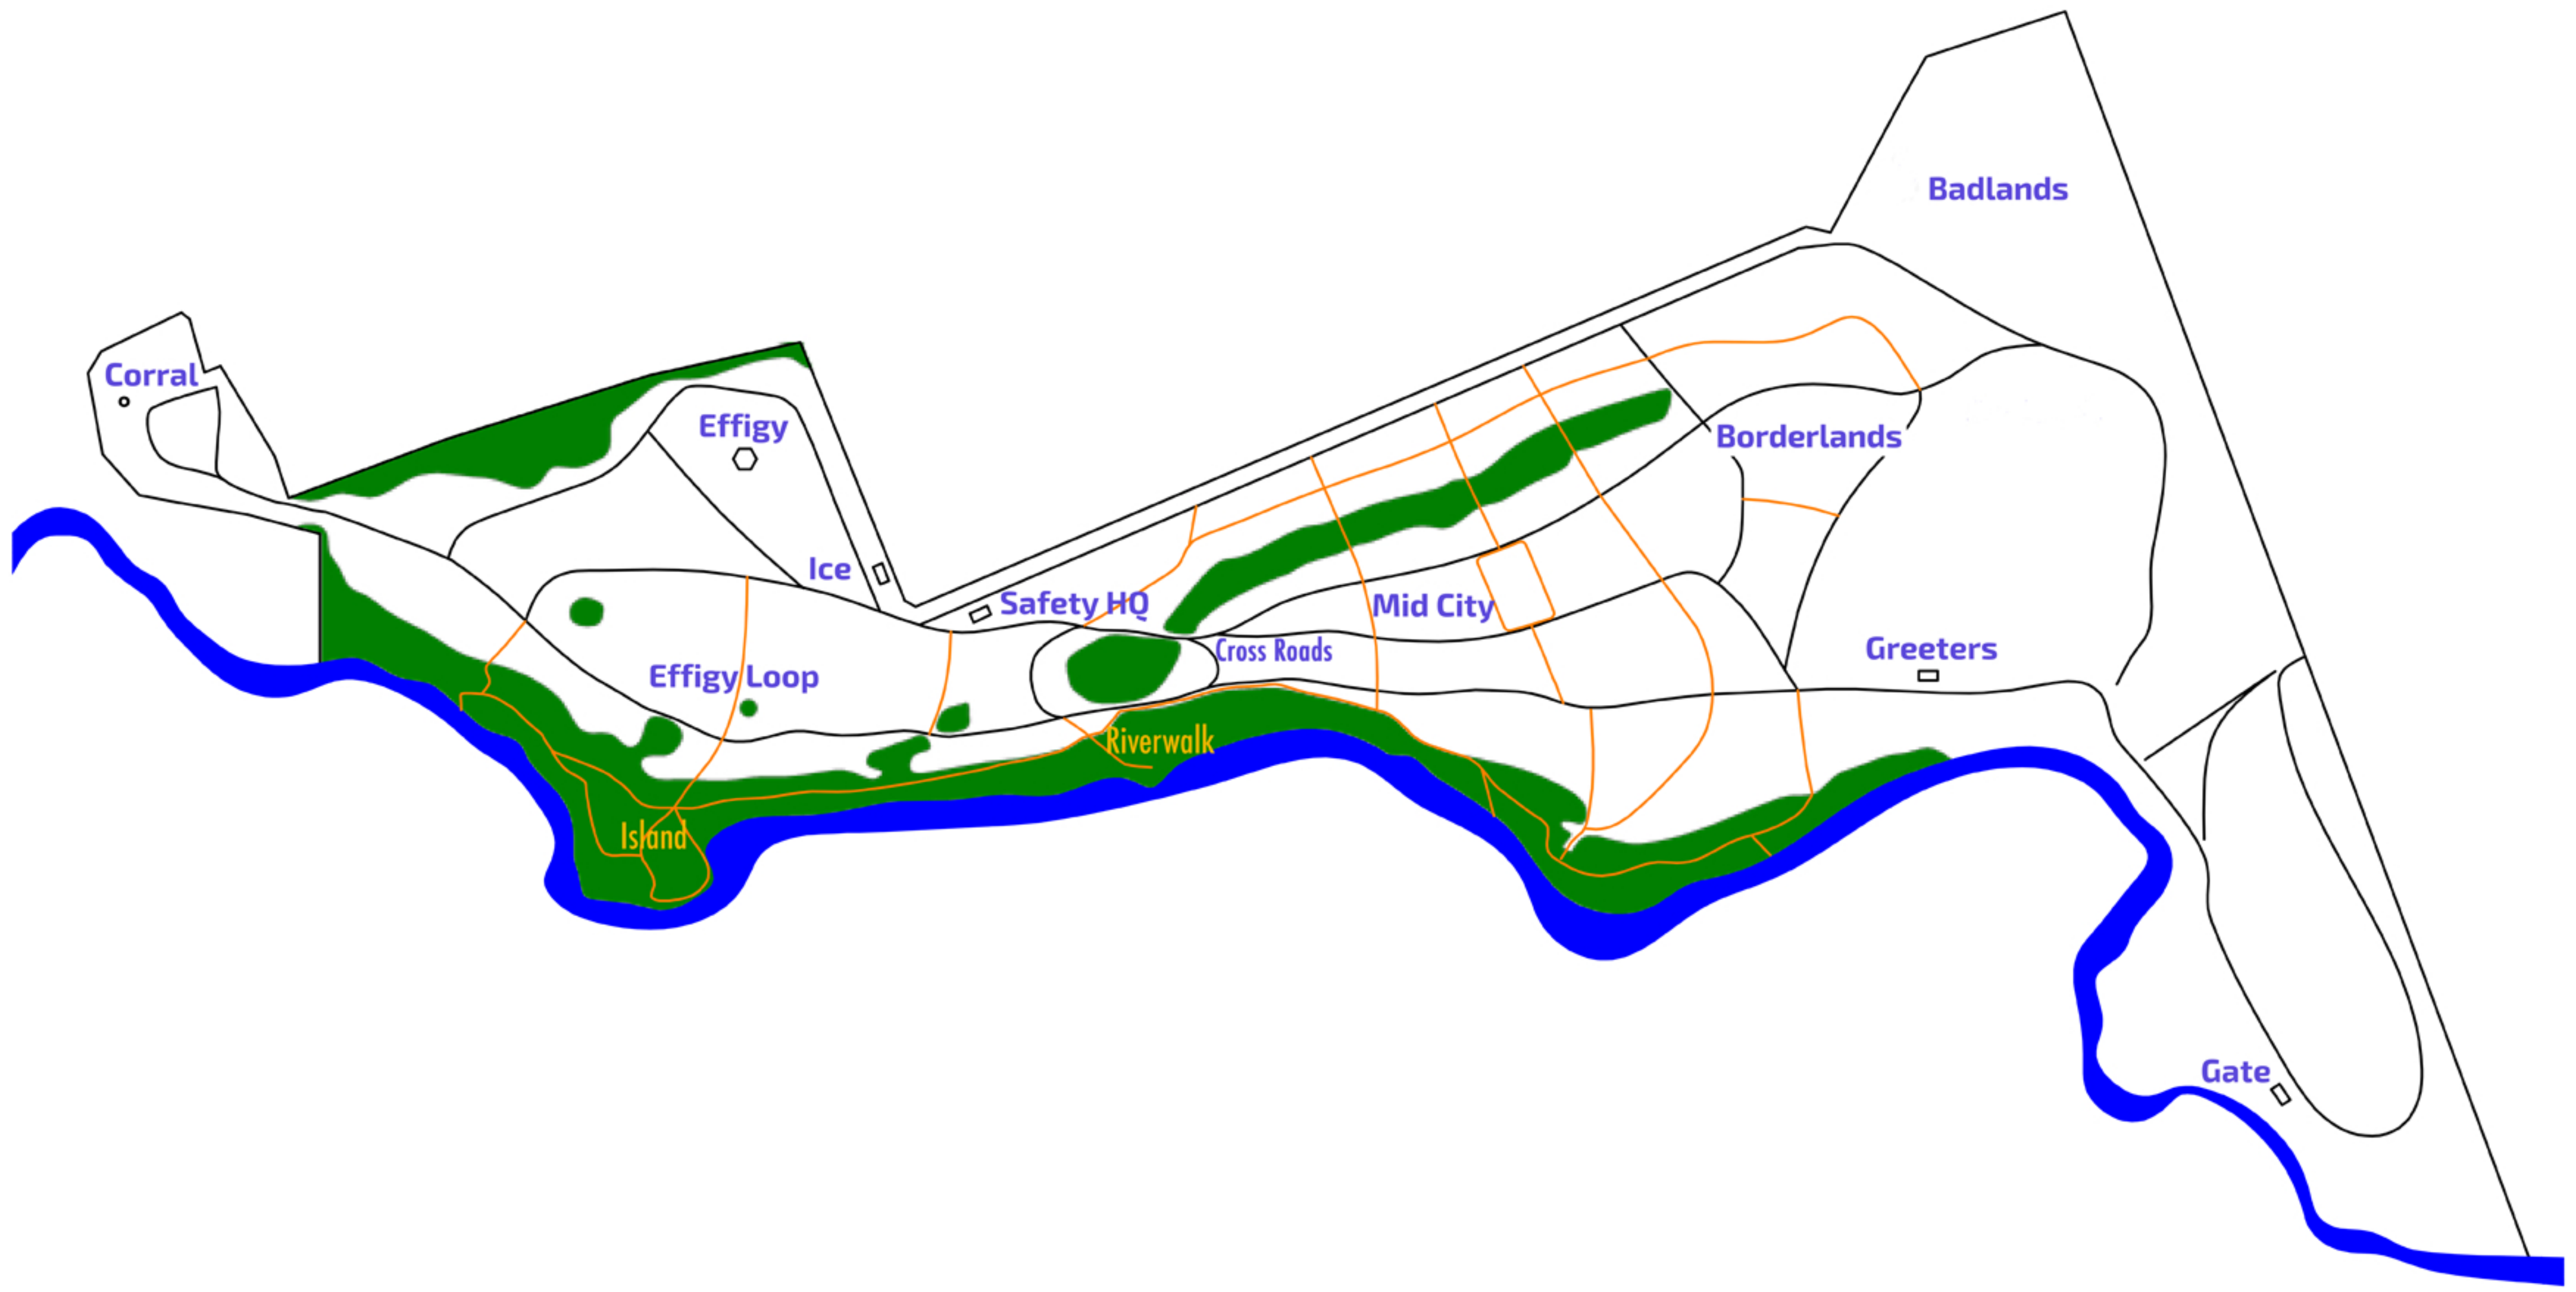 Badlands
Corral
Effigy
Borderlands
Ice
Safety HQ
Mid City
Cross Roads
Greeters
Effigy Loop
Riverwalk
Island
Gate